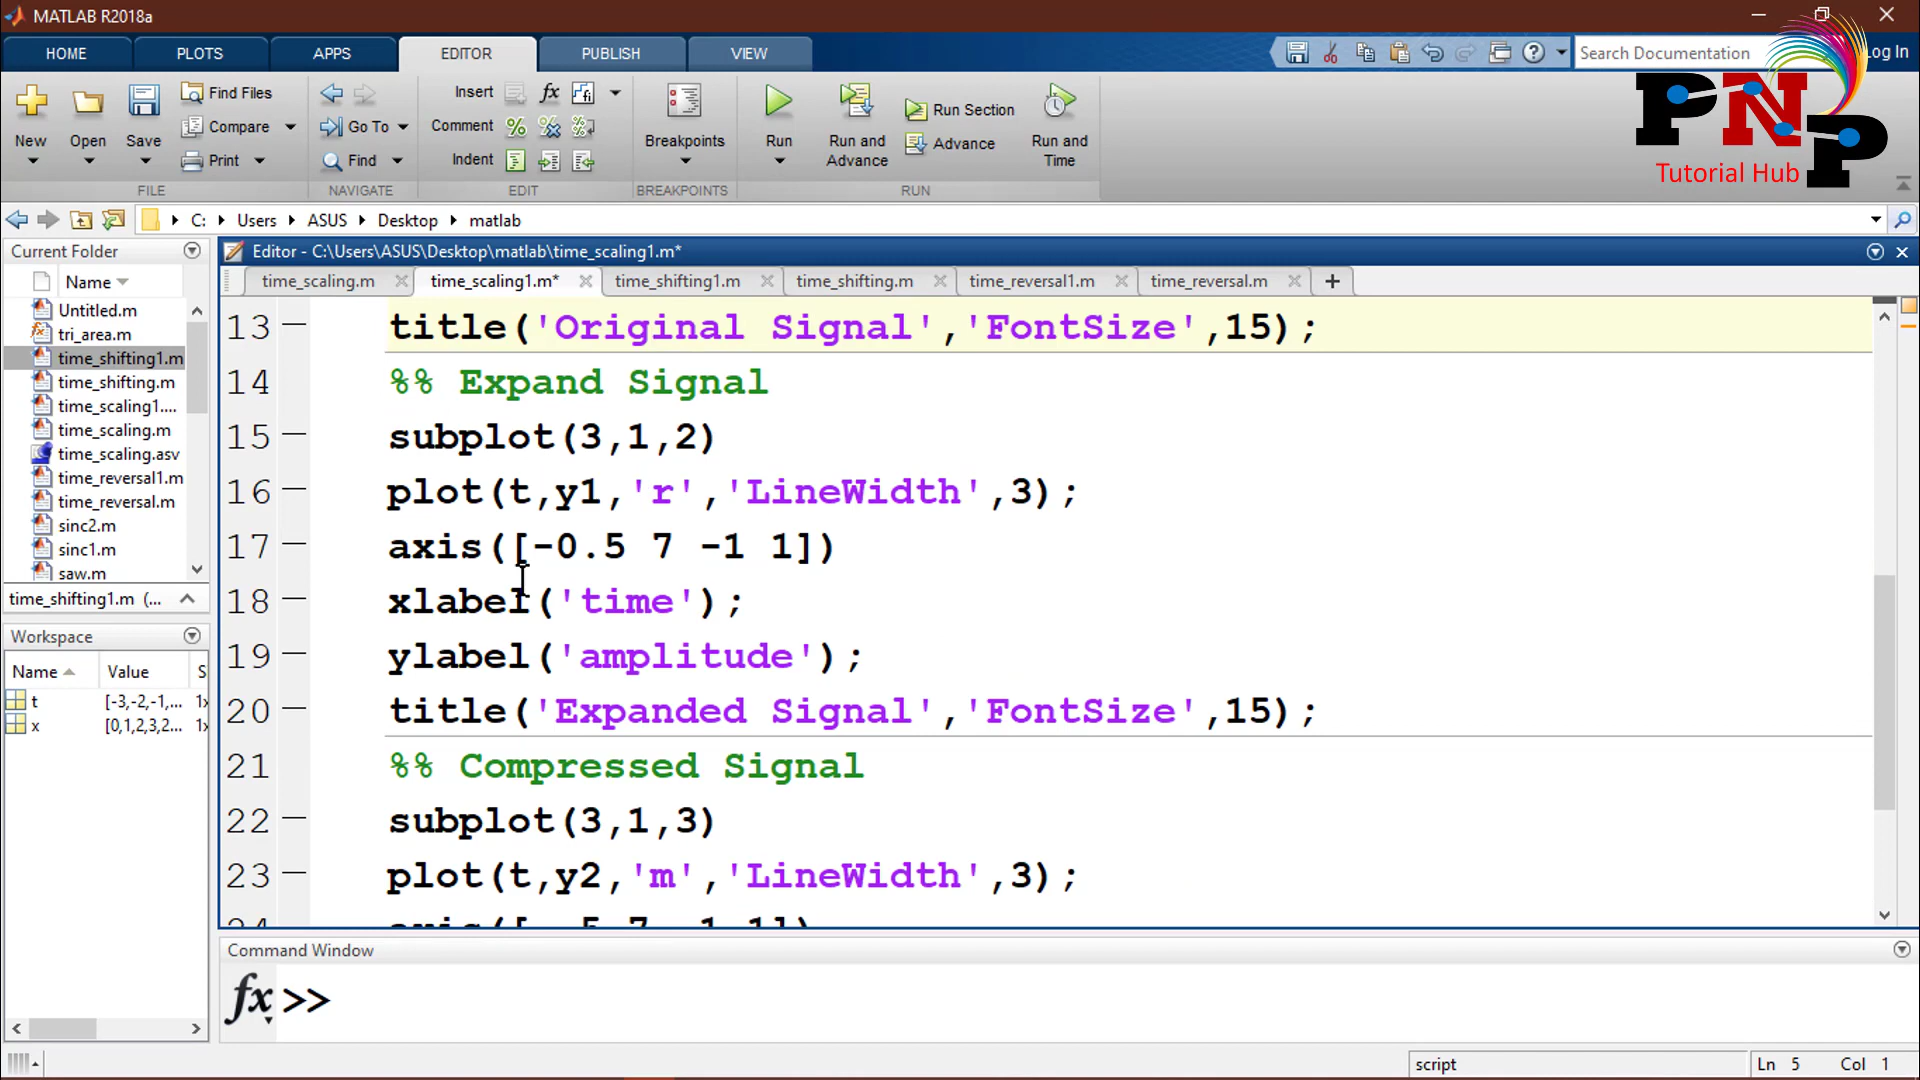 MATLAB R2018a
HOME PLOTS APPS EDITOR PUBLISH VIEW
Search Documentation
Log In
New Open Save
Find Files
Compare
Print
FILE
Go To
Find
NAVIGATE
Insert fx
Comment
Indent
EDIT
Breakpoints
BREAKPOINTS
Run
Run and Advance
Run Section
Advance
Run and Time
RUN
PNP
Tutorial Hub
C: Users ASUS Desktop matlab
Current Folder
Name
Untitled.m
tri_area.m
time_shifting1.m
time_shifting.m
time_scaling1....
time_scaling.m
time_scaling.asv
time_reversal1.m
time_reversal.m
sinc2.m
sinc1.m
saw.m
time_shifting1.m (...
Workspace
Name Value S
t [-3,-2,-1,... 1x
x [0,1,2,3,2... 1x
Editor - C:\Users\ASUS\Desktop\matlab\time_scaling1.m*
time_scaling.m time_scaling1.m* time_shifting1.m time_shifting.m time_reversal1.m time_reversal.m
13 title('Original Signal','FontSize',15);
14 %% Expand Signal
15 subplot(3,1,2)
16 plot(t,y1,'r','LineWidth',3);
17 axis([-0.5 7 -1 1])
18 xlabel('time');
19 ylabel('amplitude');
20 title('Expanded Signal','FontSize',15);
21 %% Compressed Signal
22 subplot(3,1,3)
23 plot(t,y2,'m','LineWidth',3);
Command Window
fx >>
script Ln 5 Col 1